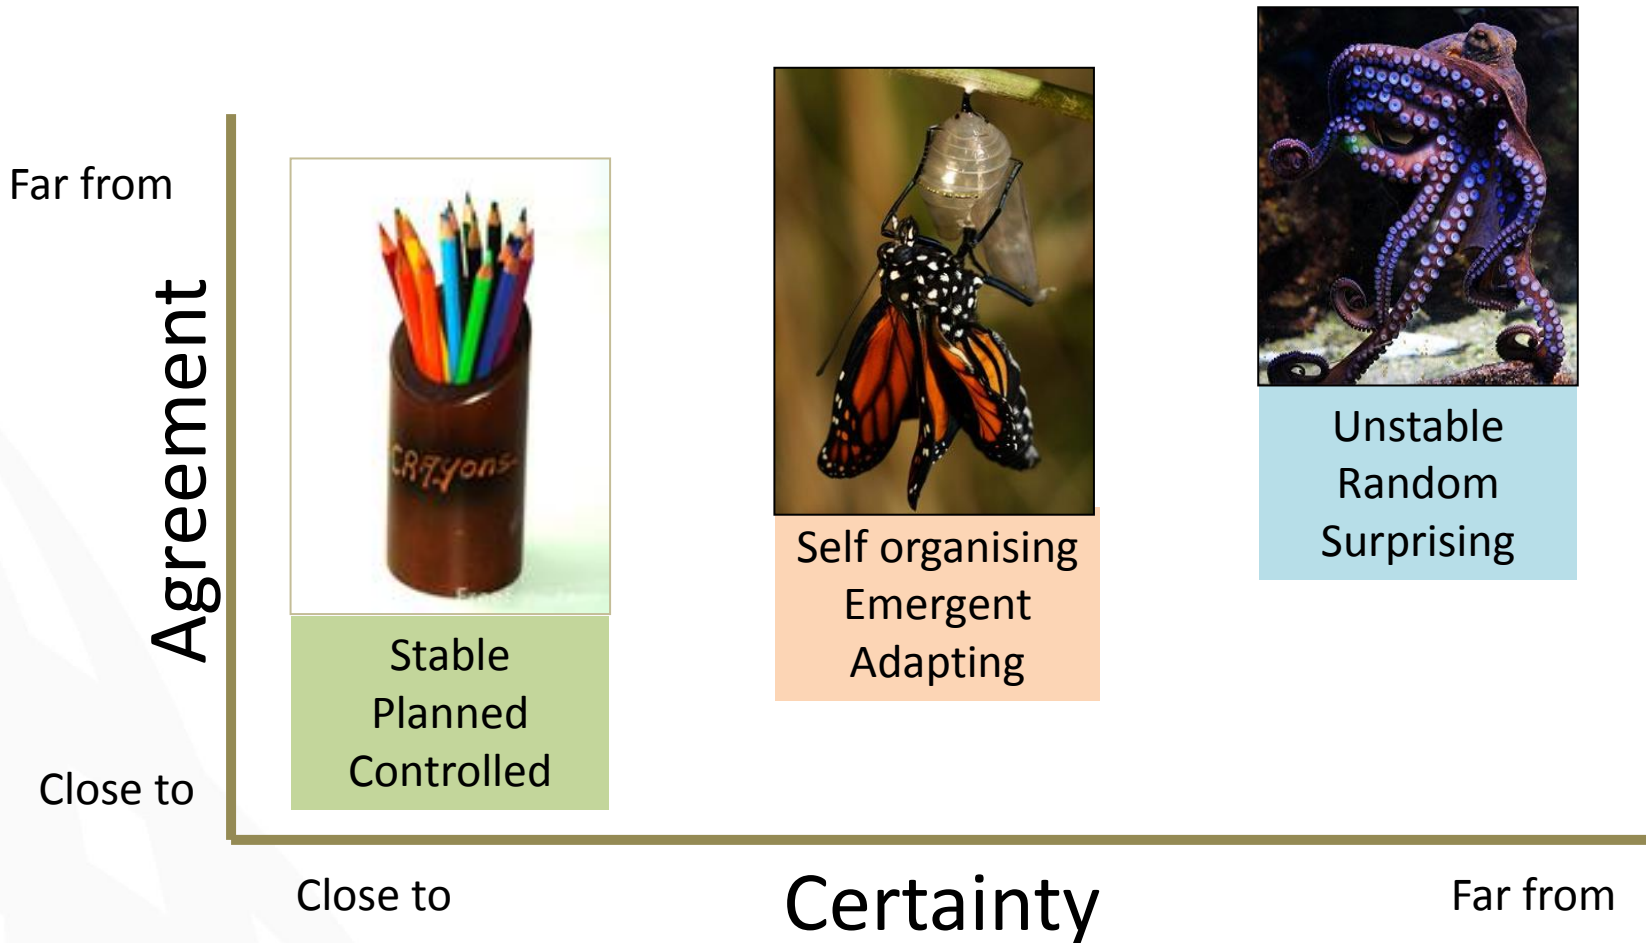 Far from
Agreement
Close to
CRAyons
Stable
Planned
Controlled
Self organising
Emergent
Adapting
Unstable
Random
Surprising
Close to
Certainty
Far from